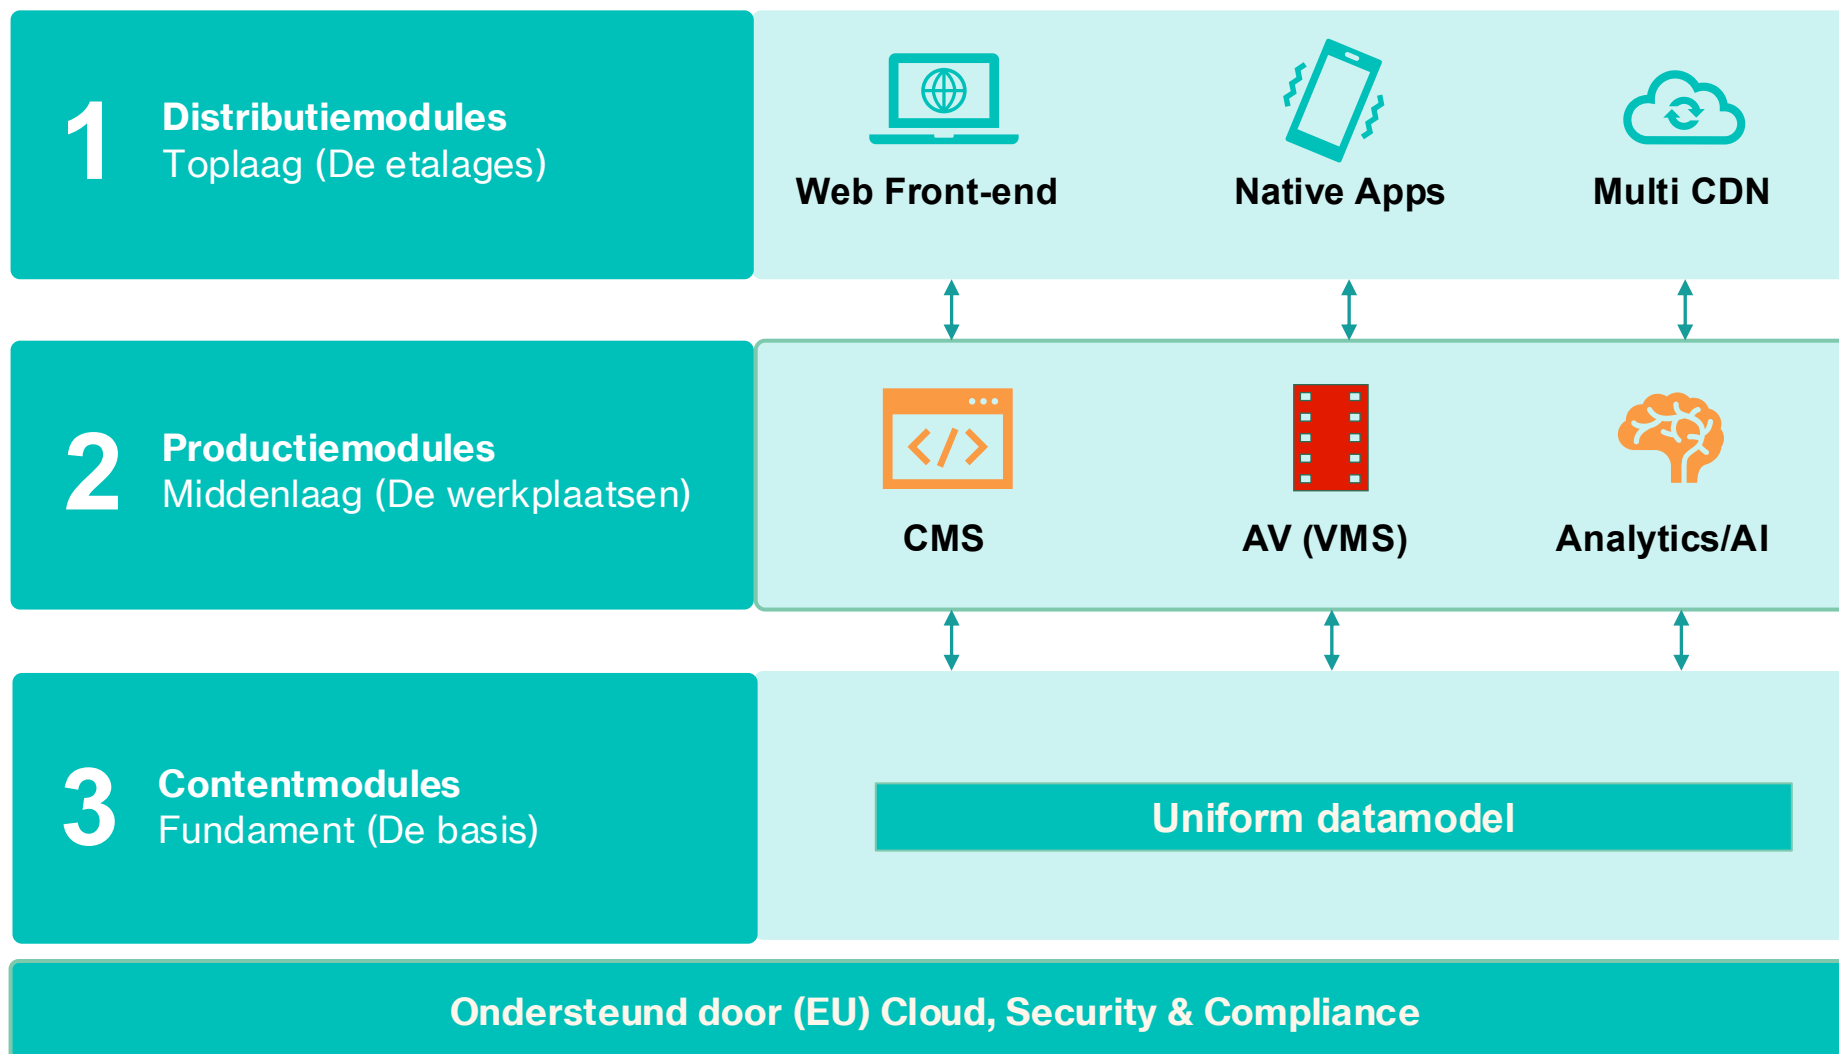 1
Distributiemodules
Toplaag (De etalages)
Web Front-end
Native Apps
Multi CDN
2
Productiemodules
Middenlaag (De werkplaatsen)
</>
CMS
AV (VMS)
Analytics/AI
3
Contentmodules
Fundament (De basis)
Uniform datamodel
Ondersteund door (EU) Cloud, Security & Compliance